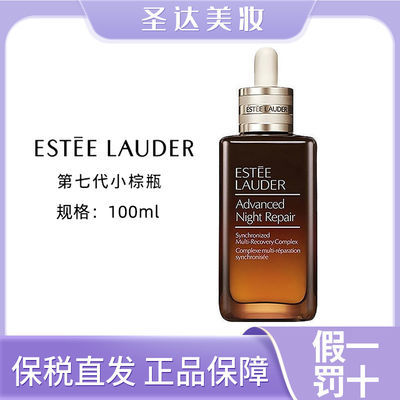 圣达美妆
ESTĒE LAUDER
第七代小棕瓶
规格：100ml
ESTĒE LAUDER
ESTĒE
LAUDER
Advanced
Night Repair
Synchronized
Multi-Recovery Complex
Complexe multi-réparation
synchronisée
保税直发 正品保障
假一
罚十